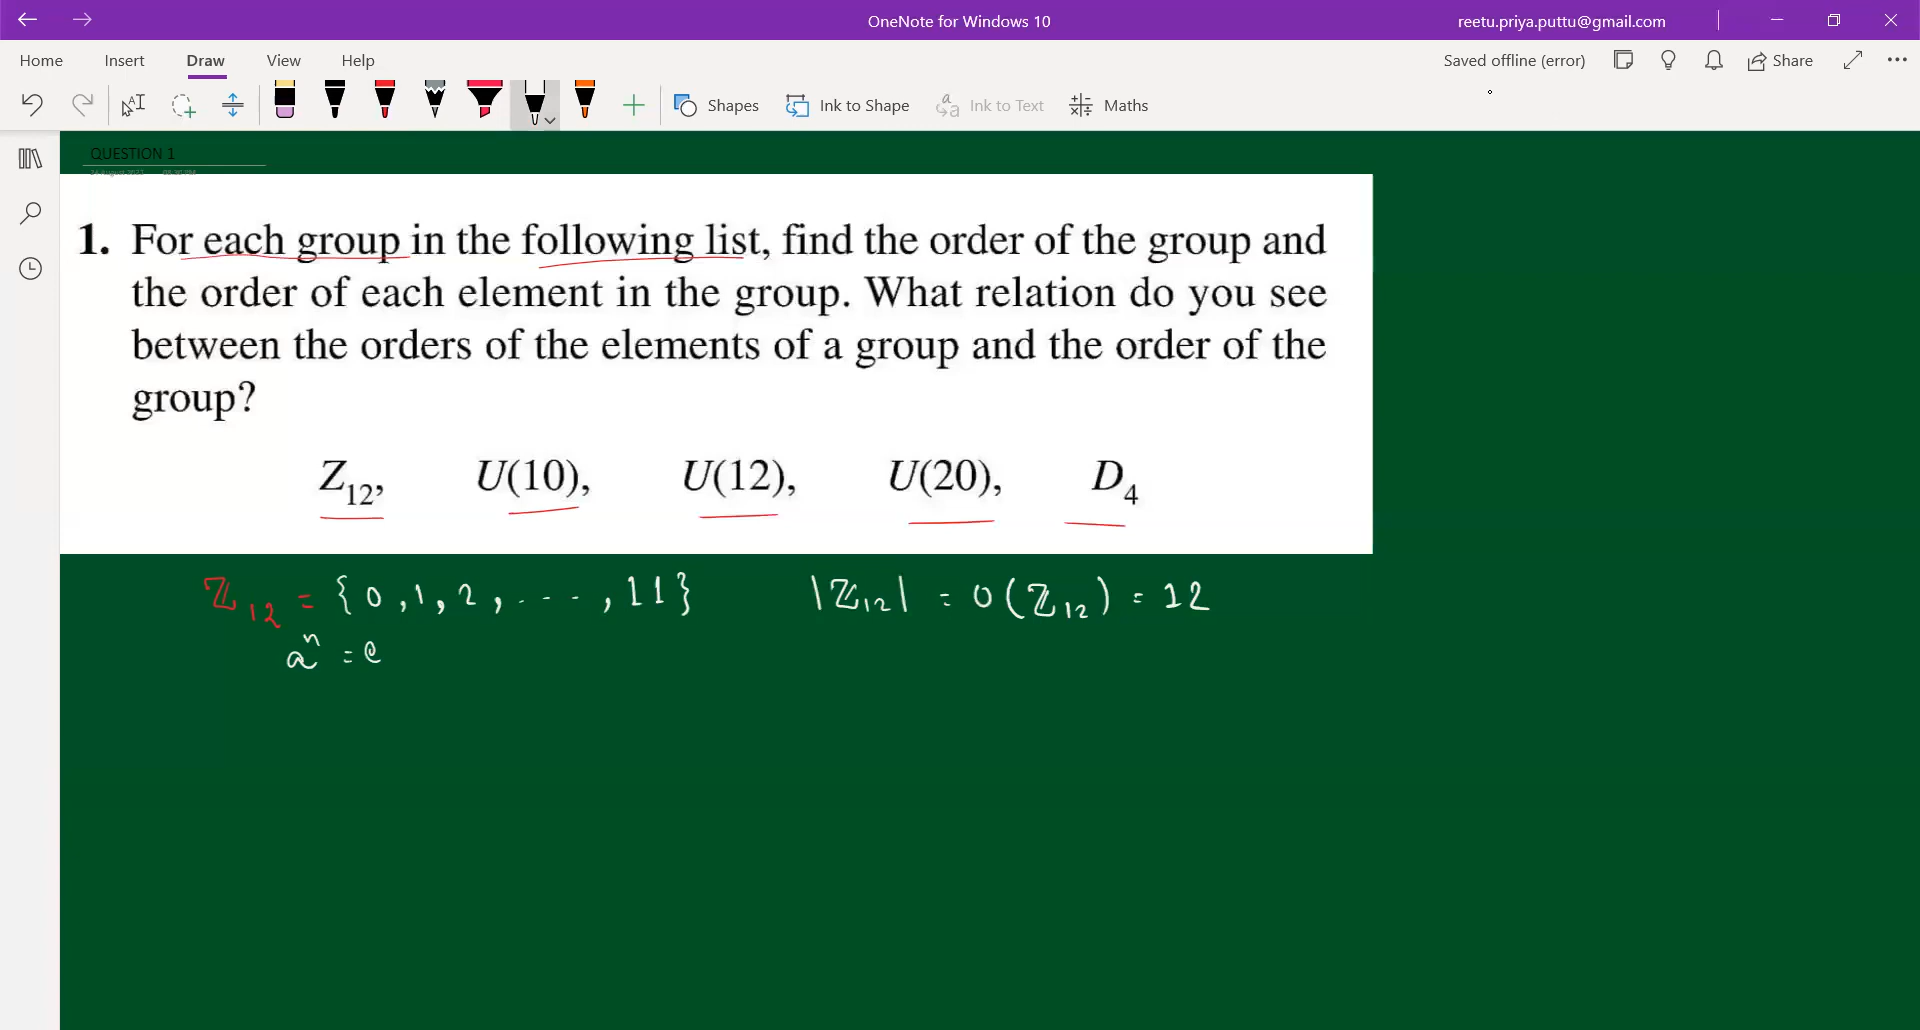 OneNote for Windows 10
reetu.priya.puttu@gmail.com
Home Insert Draw View Help
Saved offline (error) Share
Shapes Ink to Shape Ink to Text Maths
QUESTION 1
1. For each group in the following list, find the order of the group and
the order of each element in the group. What relation do you see
between the orders of the elements of a group and the order of the
group?
Z₁₂, U(10), U(12), U(20), D₄
ℤ₁₂ = {0,1,2,. - - . ,11} |ℤ₁₂| = o(ℤ₁₂) = 12
aⁿ = e